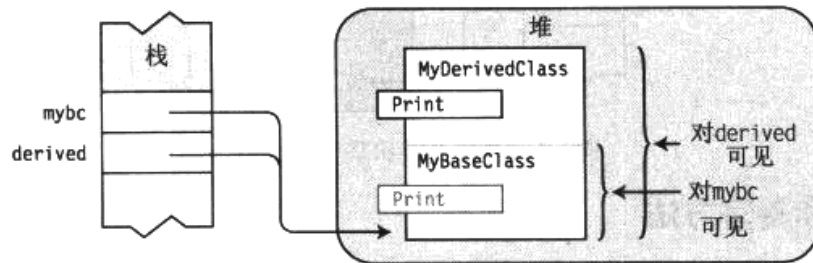 栈
mybc
derived
堆
MyDerivedClass
Print
MyBaseClass
Print
对derived
可见
对mybc
可见